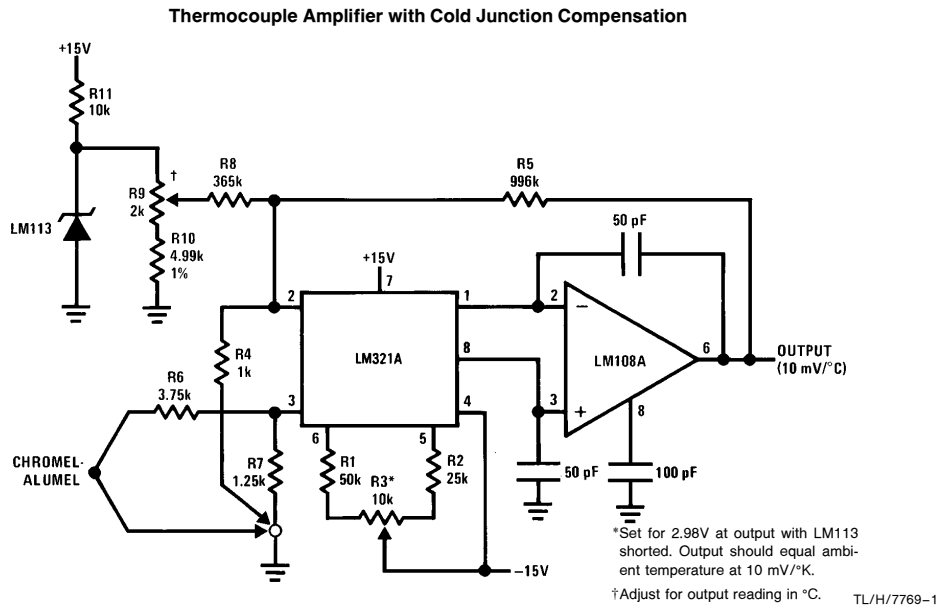 Thermocouple Amplifier with Cold Junction Compensation
+15V
R11
10k
†
R9
2k
R8
365k
R5
996k
50 pF
LM113
R10
4.99k
1%
+15V
7
2
1
2
−
LM321A
R4
1k
8
LM108A
6
OUTPUT
(10 mV/°C)
R6
3.75k
3
4
3
+
8
6
5
CHROMEL-
ALUMEL
R7
1.25k
R1
50k
R3*
10k
R2
25k
50 pF
100 pF
−15V
*Set for 2.98V at output with LM113
shorted. Output should equal ambi-
ent temperature at 10 mV/°K.
†Adjust for output reading in °C.
TL/H/7769–1